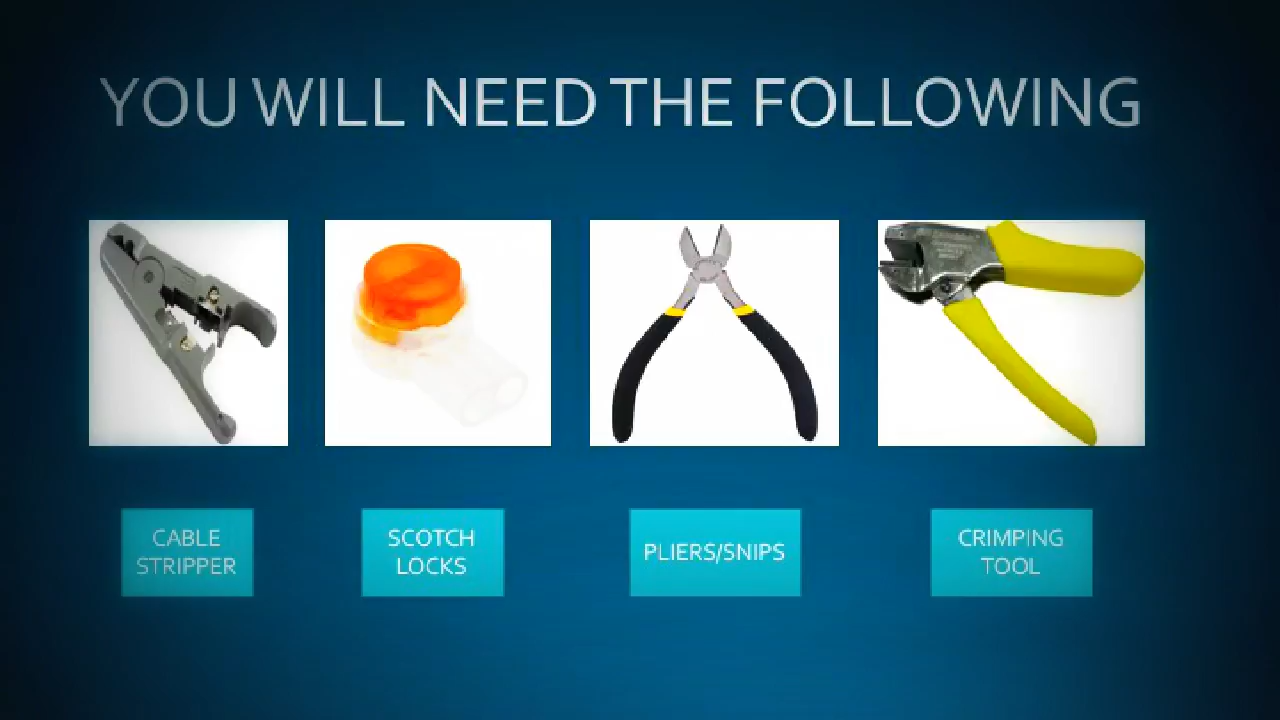 YOU WILL NEED THE FOLLOWING
CABLE
STRIPPER
SCOTCH
LOCKS
PLIERS/SNIPS
CRIMPING
TOOL